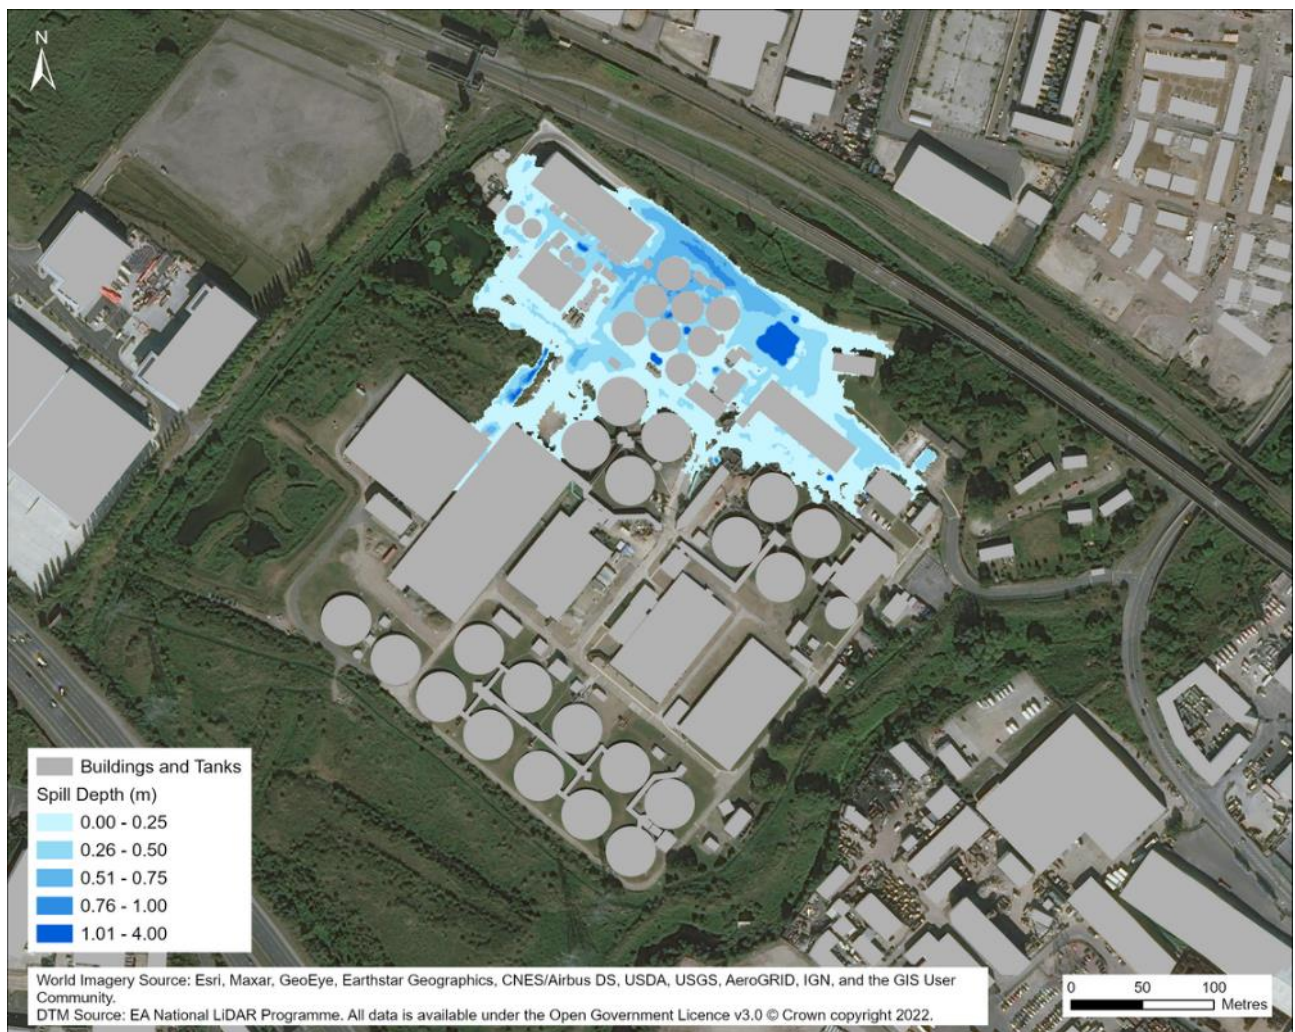 N
Buildings and Tanks
Spill Depth (m)
0.00 - 0.25
0.26 - 0.50
0.51 - 0.75
0.76 - 1.00
1.01 - 4.00
World Imagery Source: Esri, Maxar, GeoEye, Earthstar Geographics, CNES/Airbus DS, USDA, USGS, AeroGRID, IGN, and the GIS User
Community.
DTM Source: EA National LiDAR Programme. All data is available under the Open Government Licence v3.0 © Crown copyright 2022.
0 50 100
Metres